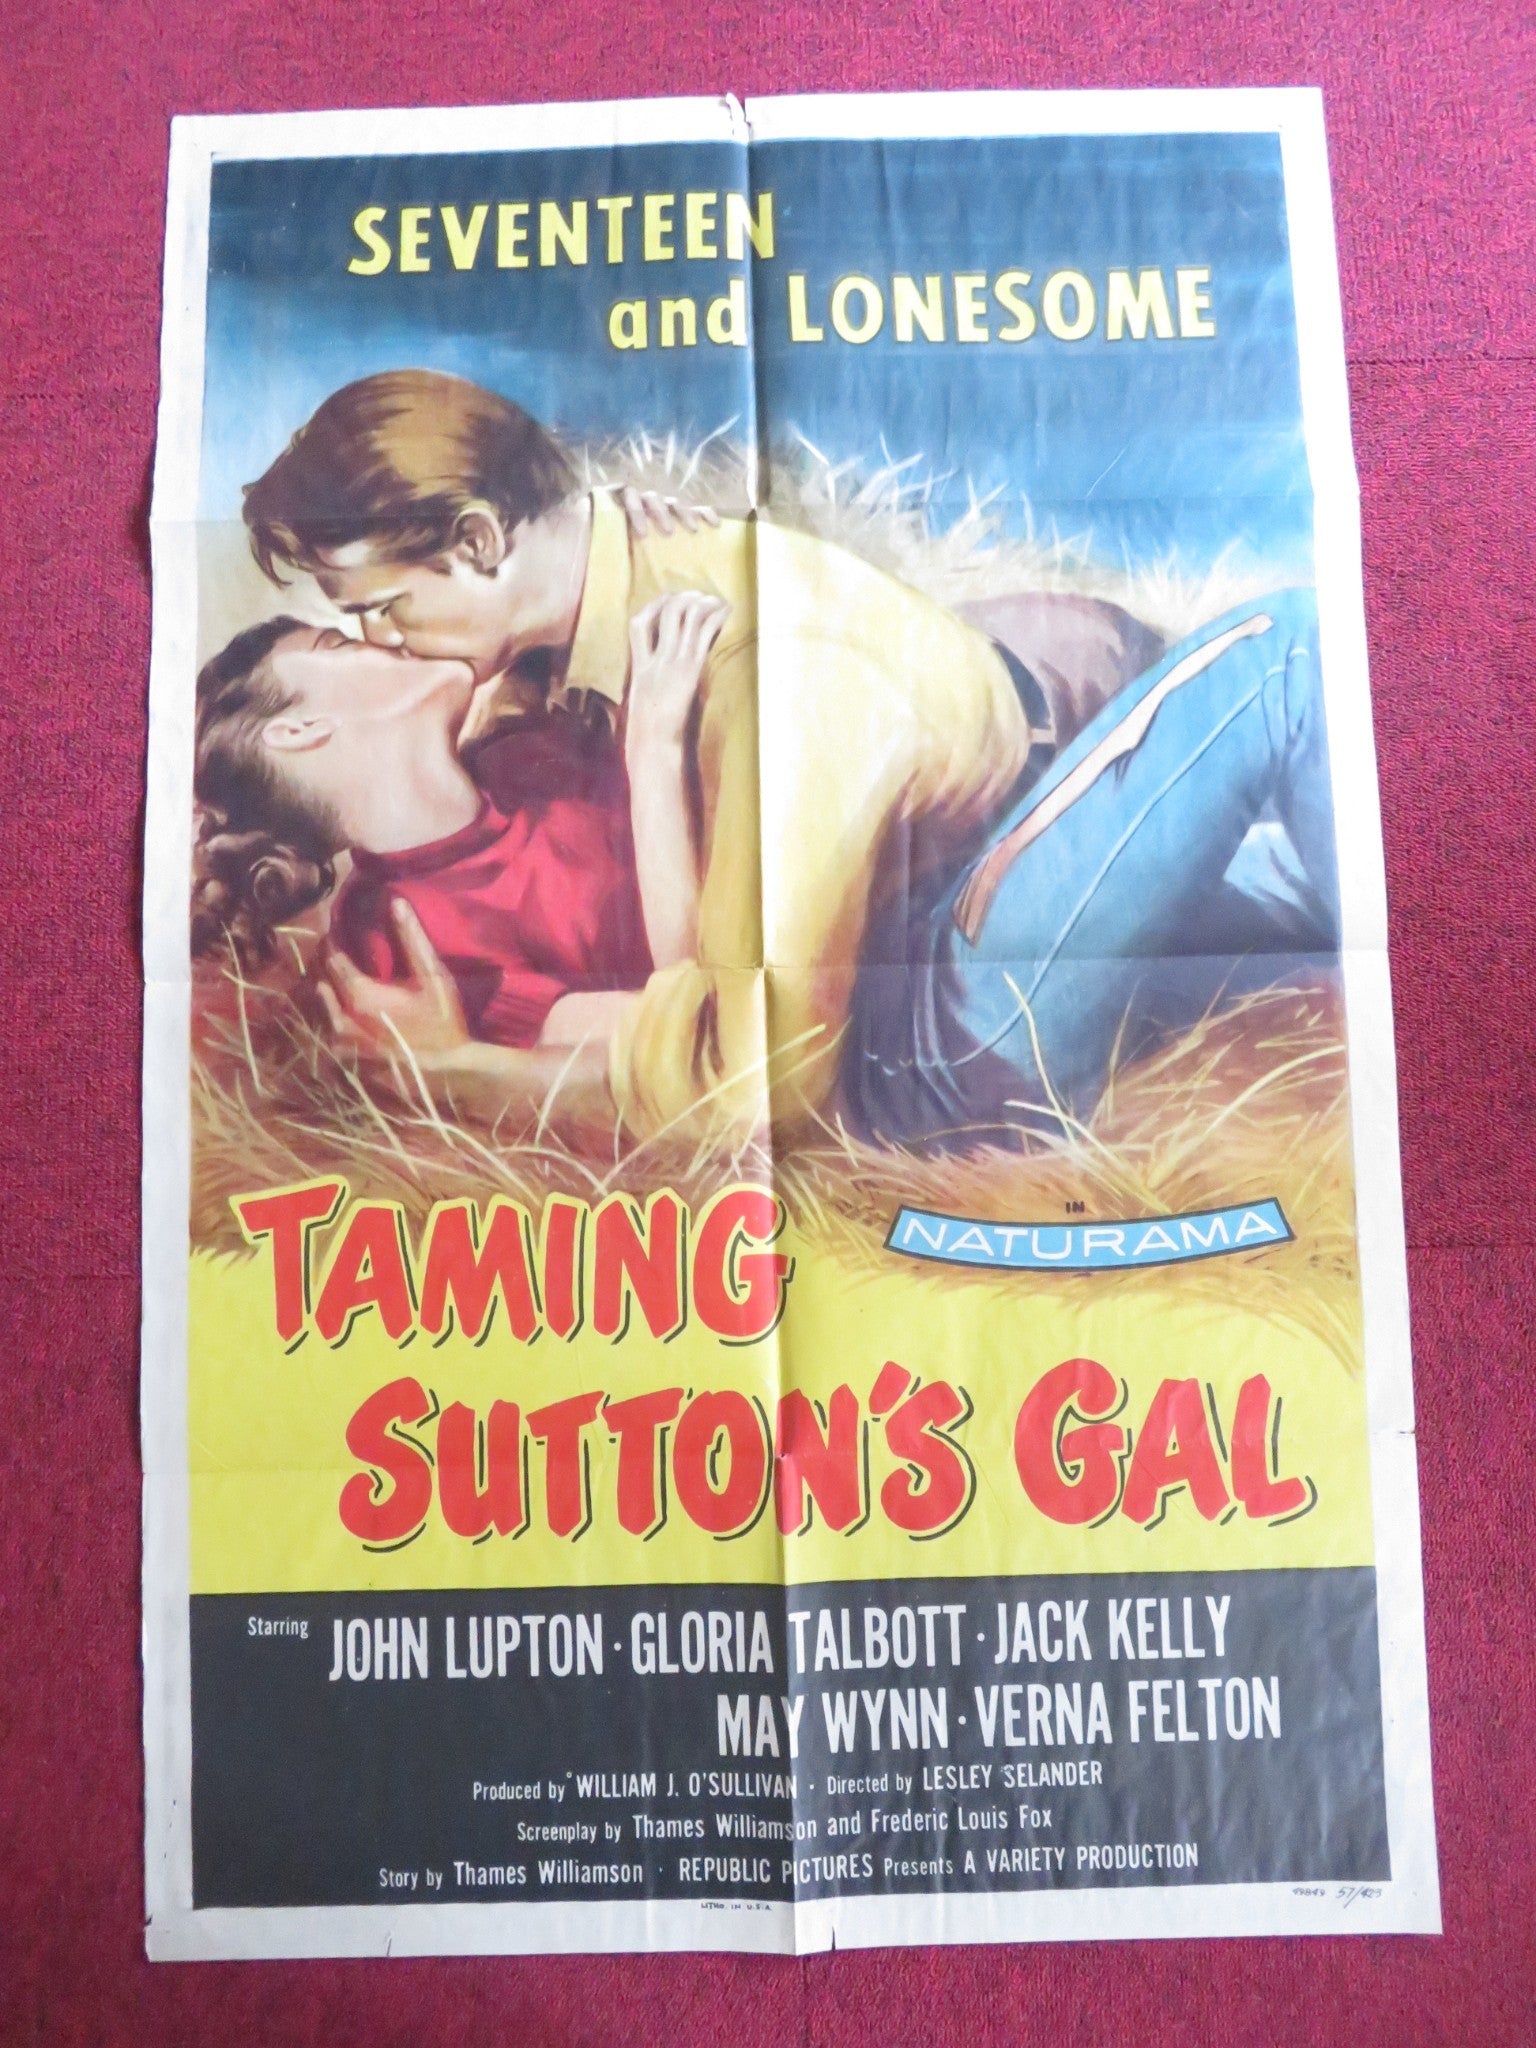 SEVENTEEN
and LONESOME
IN
NATURAMA
TAMING
SUTTON'S GAL
Starring JOHN LUPTON · GLORIA TALBOTT · JACK KELLY
MAY WYNN · VERNA FELTON
Produced by WILLIAM J. O'SULLIVAN · Directed by LESLEY SELANDER
Screenplay by Thames Williamson and Frederic Louis Fox
Story by Thames Williamson · REPUBLIC PICTURES Presents A VARIETY PRODUCTION
LITHO. IN U.S.A. 57/423